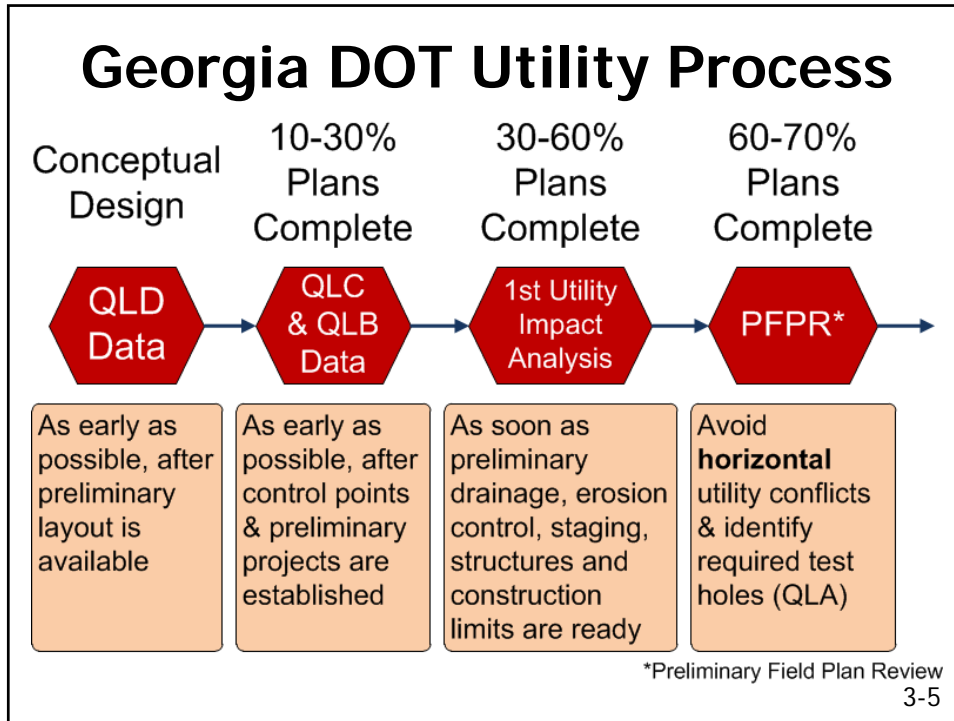 Georgia DOT Utility Process
Conceptual
Design
10-30%
Plans
Complete
30-60%
Plans
Complete
60-70%
Plans
Complete
QLD
Data
QLC
& QLB
Data
1st Utility
Impact
Analysis
PFPR*
As early as
possible, after
preliminary
layout is
available
As early as
possible, after
control points
& preliminary
projects are
established
As soon as
preliminary
drainage, erosion
control, staging,
structures and
construction
limits are ready
Avoid
horizontal
utility conflicts
& identify
required test
holes (QLA)
*Preliminary Field Plan Review
3-5